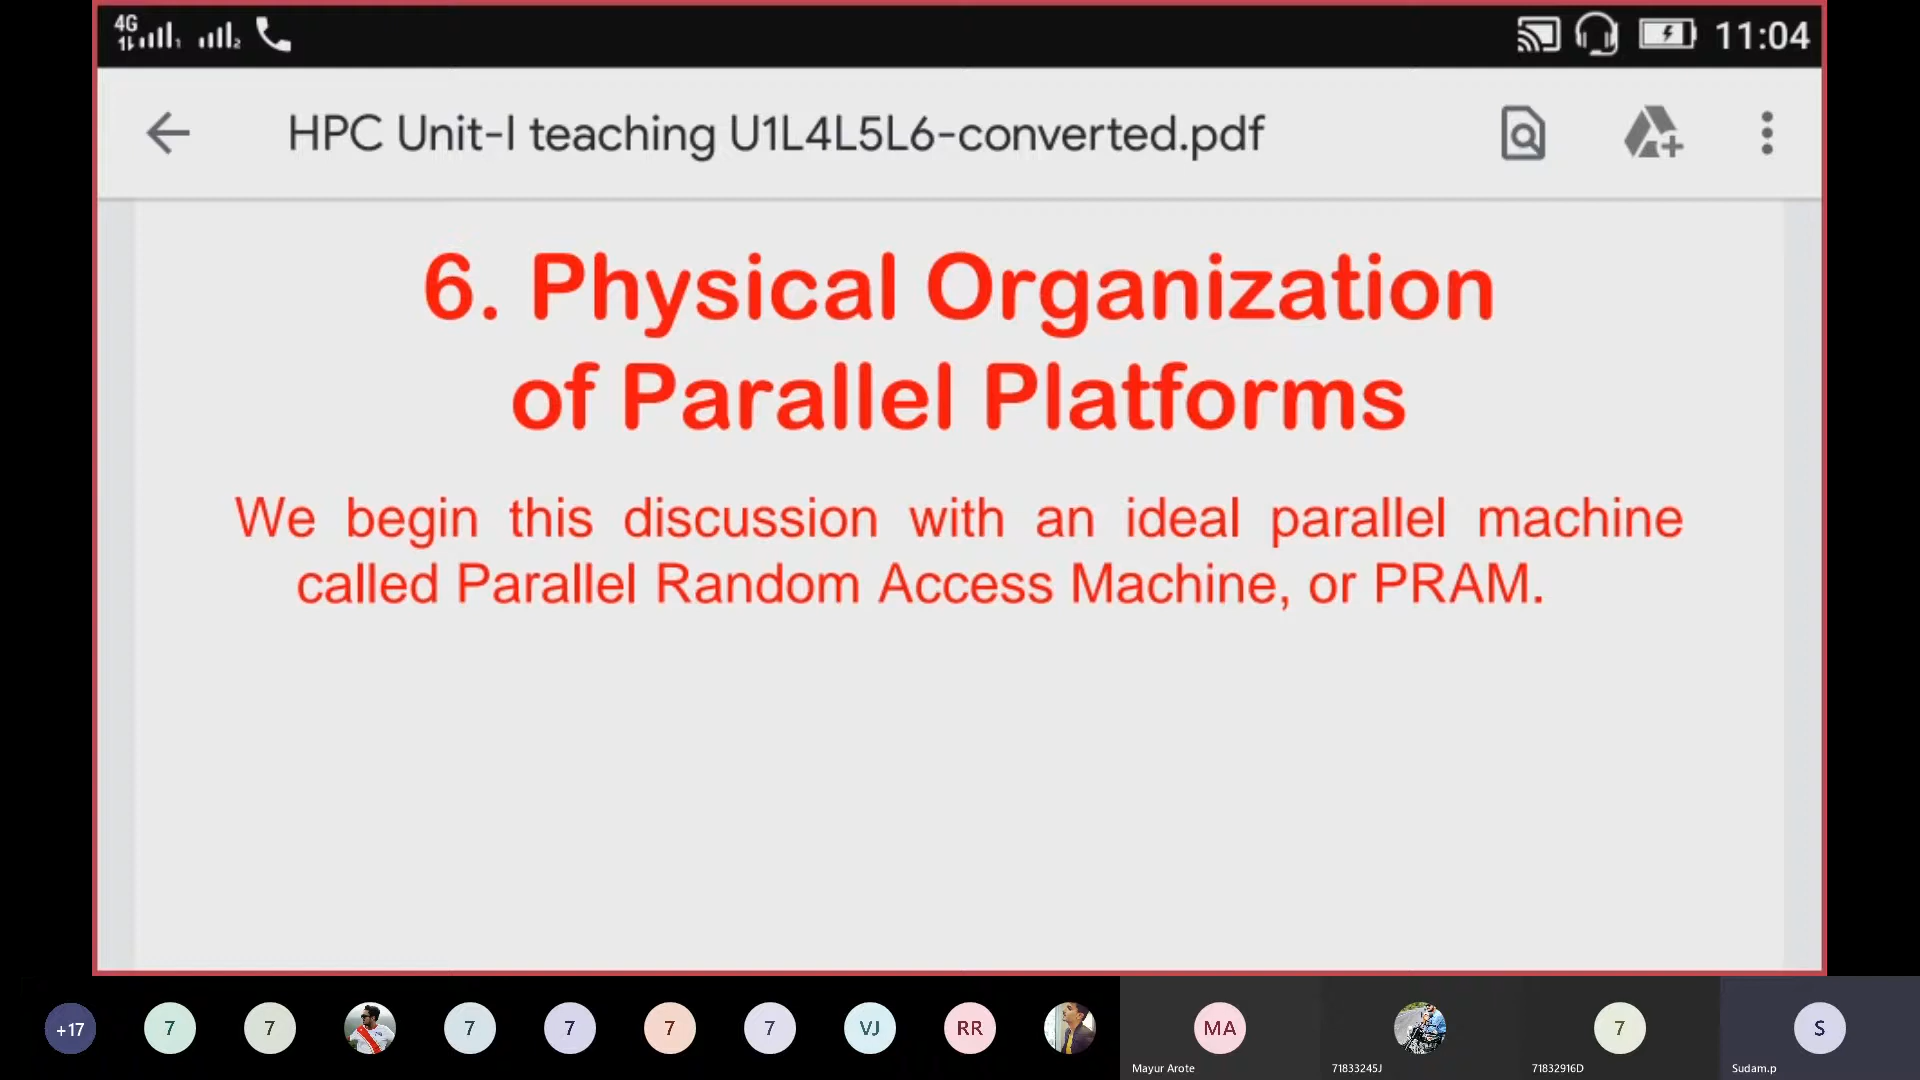 4G 1 2 11:04
HPC Unit-I teaching U1L4L5L6-converted.pdf
6. Physical Organization
of Parallel Platforms
We begin this discussion with an ideal parallel machine
called Parallel Random Access Machine, or PRAM.
+17 7 7 7 7 7 7 VJ RR MA 7 S
Mayur Arote 71833245J 71832916D Sudam.p